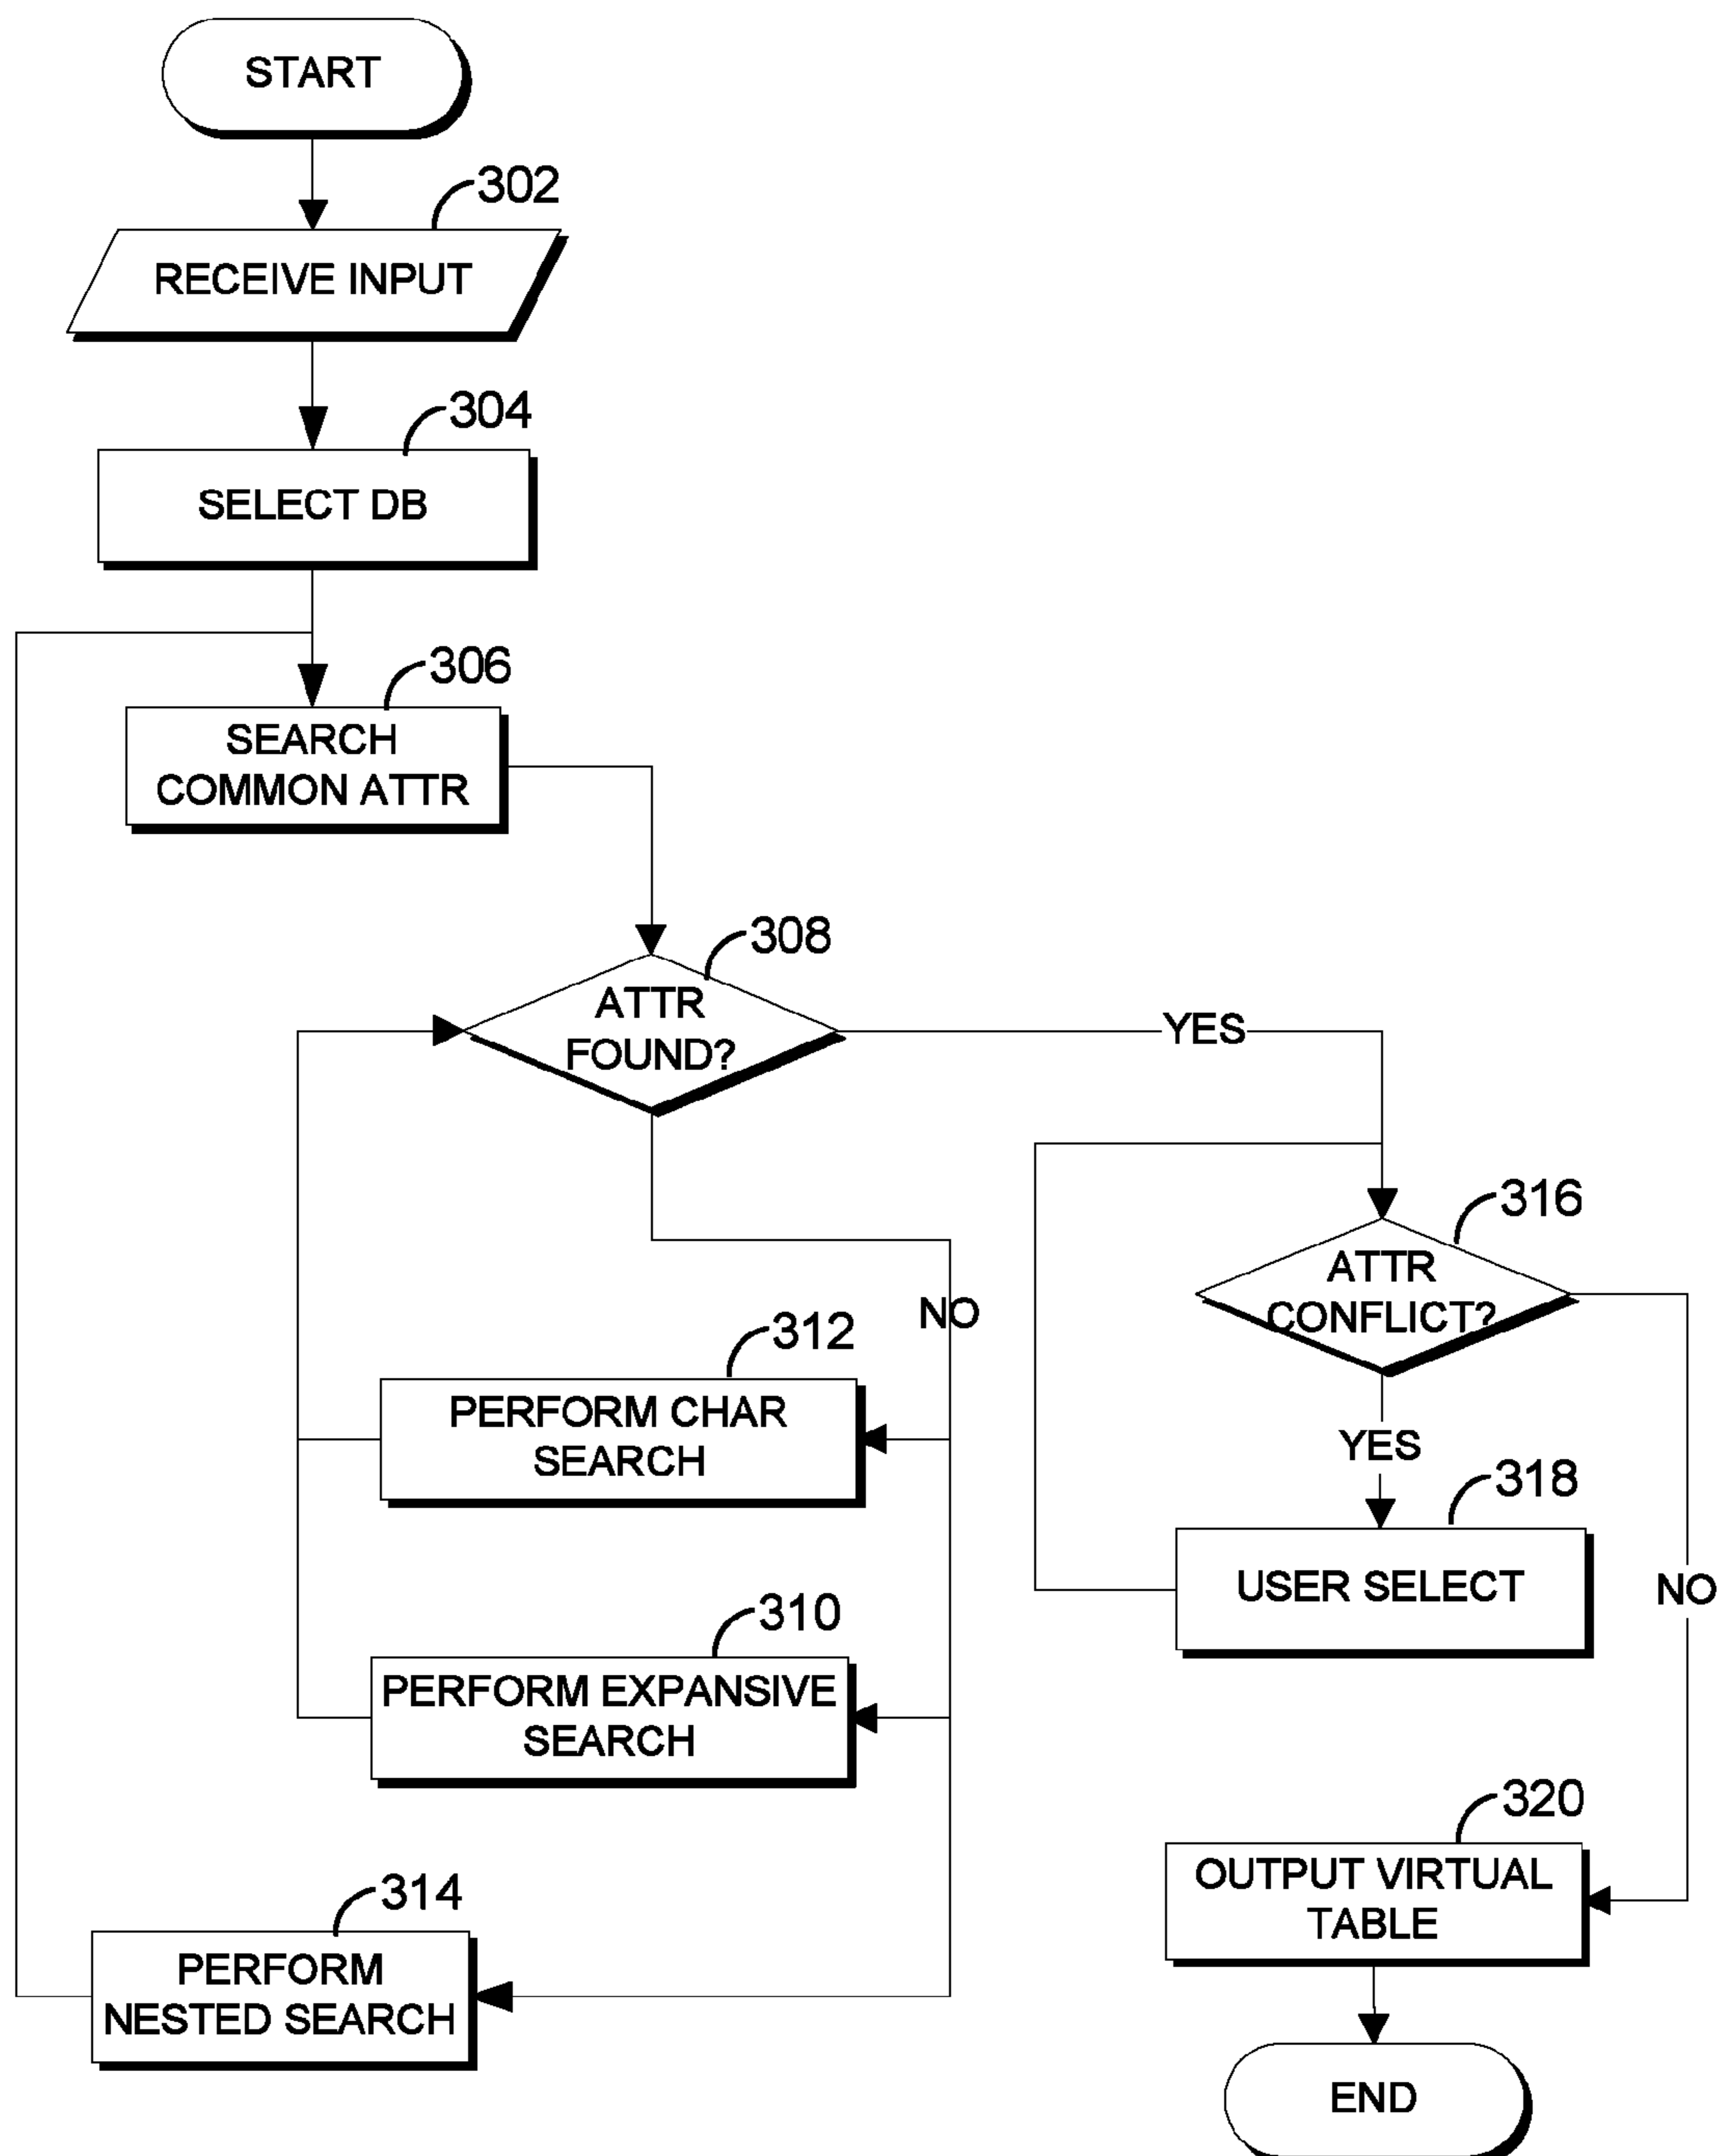 START
302
RECEIVE INPUT
304
SELECT DB
306
SEARCH
COMMON ATTR
308
ATTR
FOUND?
YES
316
ATTR
CONFLICT?
NO
312
PERFORM CHAR
SEARCH
YES
318
USER SELECT
NO
310
PERFORM EXPANSIVE
SEARCH
320
OUTPUT VIRTUAL
TABLE
314
PERFORM
NESTED SEARCH
END